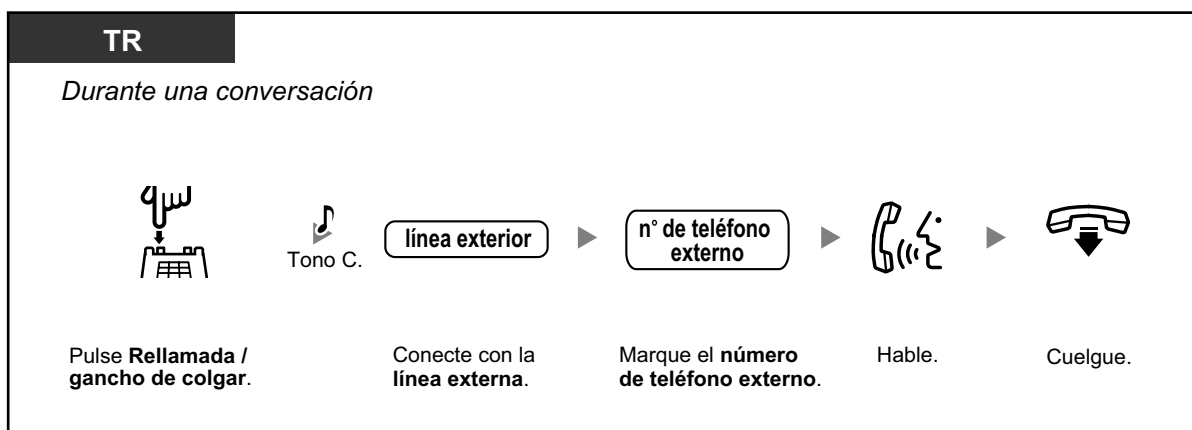 TR
Durante una conversación
Tono C.
línea exterior
n° de teléfono
externo
Pulse Rellamada /
gancho de colgar.
Conecte con la
línea externa.
Marque el número
de teléfono externo.
Hable.
Cuelgue.